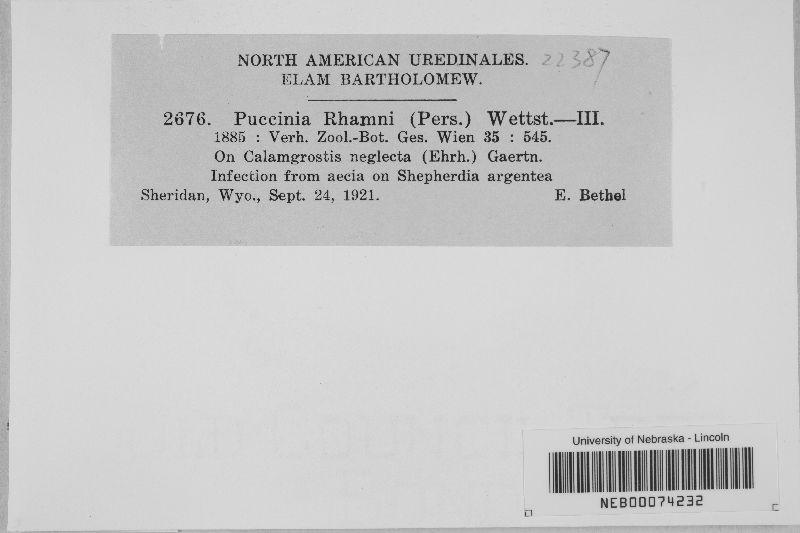 NORTH AMERICAN UREDINALES. 22387
ELAM BARTHOLOMEW.
2676. Puccinia Rhamni (Pers.) Wettst.—III.
1885 : Verh. Zool.-Bot. Ges. Wien 35 : 545.
On Calamgrostis neglecta (Ehrh.) Gaertn.
Infection from aecia on Shepherdia argentea
Sheridan, Wyo., Sept. 24, 1921. E. Bethel
University of Nebraska - Lincoln
NEB00074232